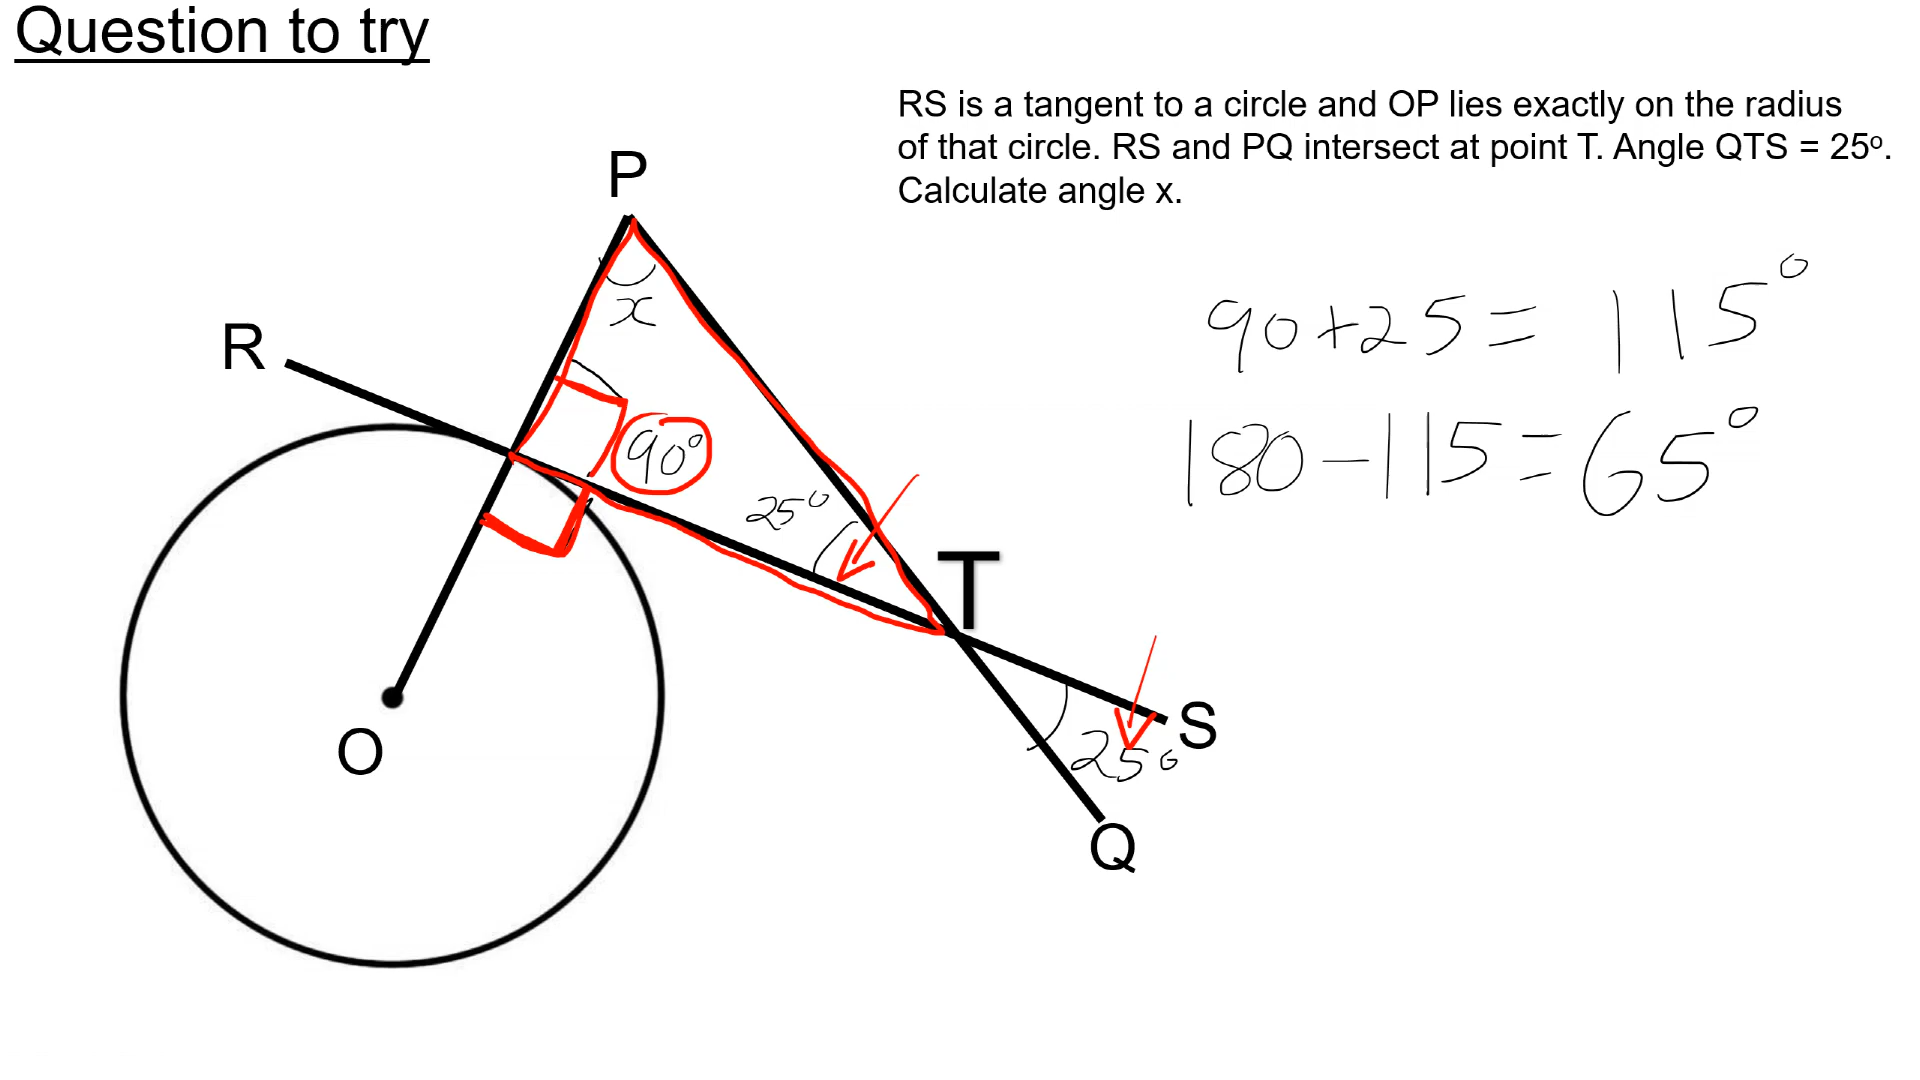 Question to try
RS is a tangent to a circle and OP lies exactly on the radius
of that circle. RS and PQ intersect at point T. Angle QTS = 25º.
Calculate angle x.
P
x
R
90+25= 115°
180-115=65°
90°
25°
T
S
25°
O
Q